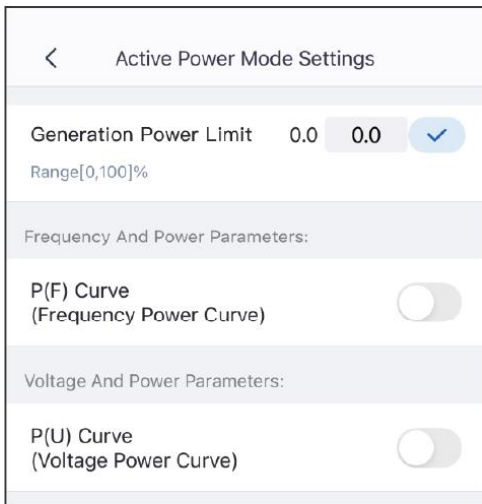 Active Power Mode Settings
Generation Power Limit 0.0 0.0
Range[0,100]%
Frequency And Power Parameters:
P(F) Curve
(Frequency Power Curve)
Voltage And Power Parameters:
P(U) Curve
(Voltage Power Curve)